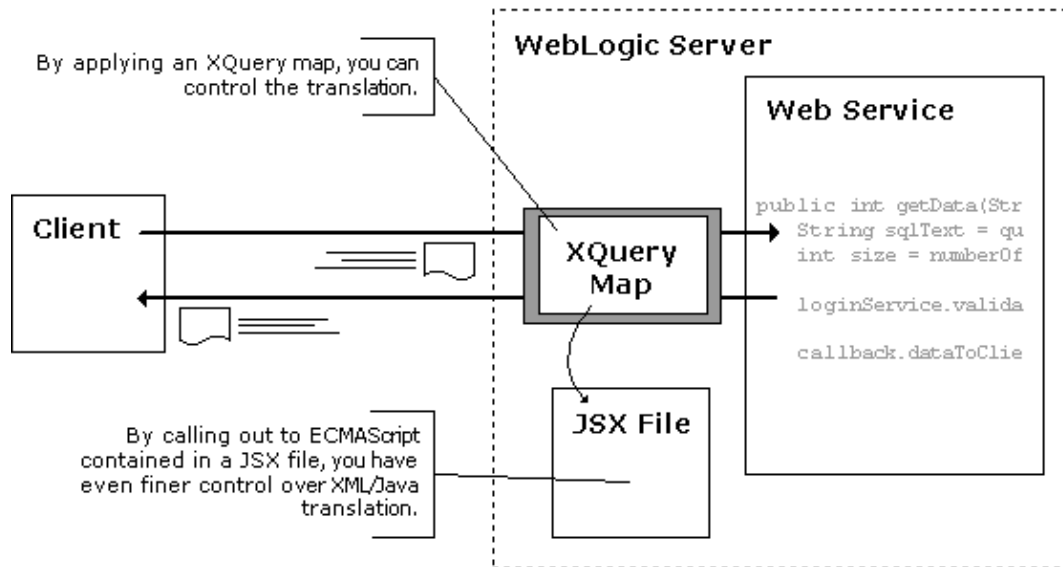 WebLogic Server
By applying an XQuery map, you can
control the translation.
Web Service
public int getData(Str
String sqlText = qu
int size = numberOf
loginService.valida
callback.dataToClie
Client
XQuery
Map
JSX File
By calling out to ECMAScript
contained in a JSX file, you have
even finer control over XML/Java
translation.